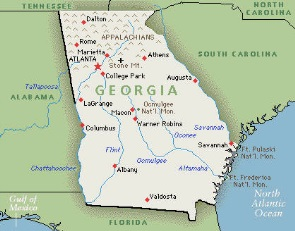 TENNESSEE
NORTH
CAROLINA
Dalton
Rome
APPALACHIANS
Marietta
ATLANTA
Stone Mt.
Athens
College Park
SOUTH CAROLINA
Augusta
GEORGIA
Tallapoosa
ALABAMA
LaGrange
Ocmulgee
Nat'l. Mon.
Macon
Warner Robins
Columbus
Oconee
Savannah
Savannah
Ft. Pulaski
Nat'l. Mon.
Flint
Ocmulgee
Chattahoochee
Altamaha
Albany
Ft. Frederica
Nat'l. Mon.
Valdosta
Gulf of
Mexico
FLORIDA
North
Atlantic
Ocean